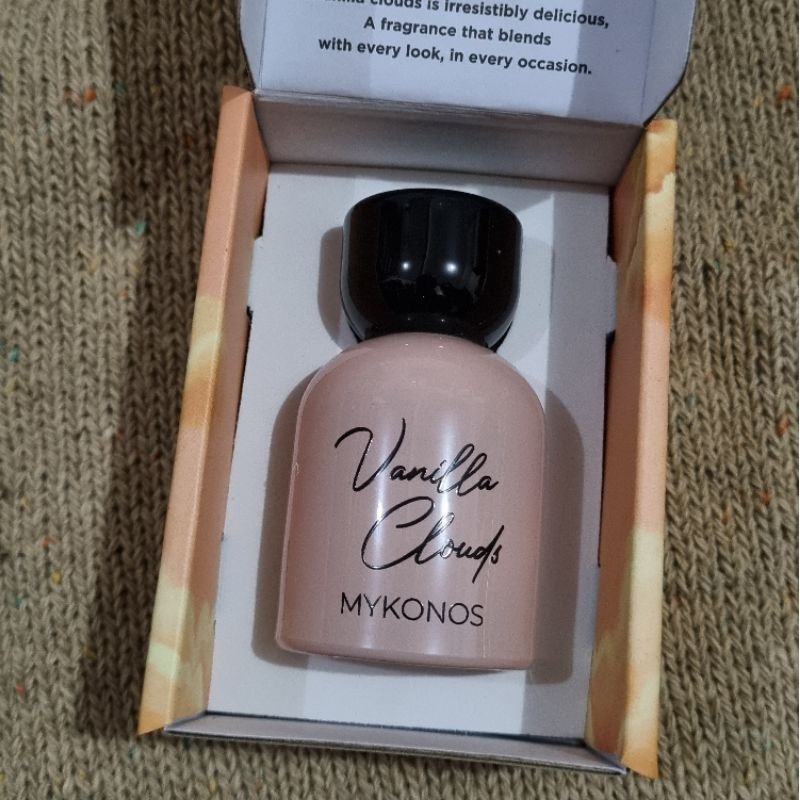 clouds is irresistibly delicious,
A fragrance that blends
with every look, in every occasion.
Vanilla
Clouds
MYKONOS